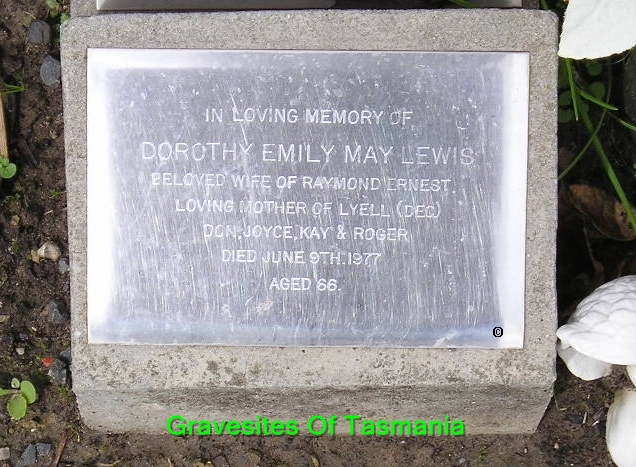 IN LOVING MEMORY OF
DOROTHY EMILY MAY LEWIS
BELOVED WIFE OF RAYMOND ERNEST.
LOVING MOTHER OF LYELL (DEC)
DON, JOYCE, KAY & ROGER
DIED JUNE 9TH. 1977
AGED 66.
©
Gravesites Of Tasmania